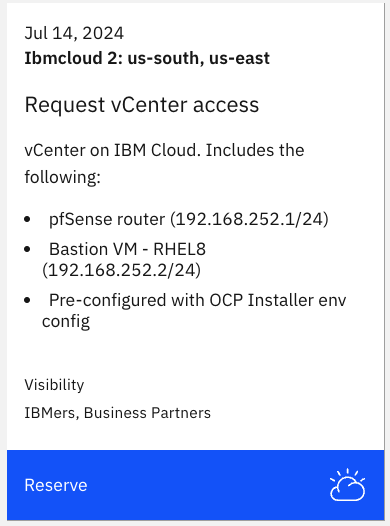 Jul 14, 2024
Ibmcloud 2: us-south, us-east
Request vCenter access
vCenter on IBM Cloud. Includes the
following:
• pfSense router (192.168.252.1/24)
• Bastion VM - RHEL8
(192.168.252.2/24)
• Pre-configured with OCP Installer env
config
Visibility
IBMers, Business Partners
Reserve